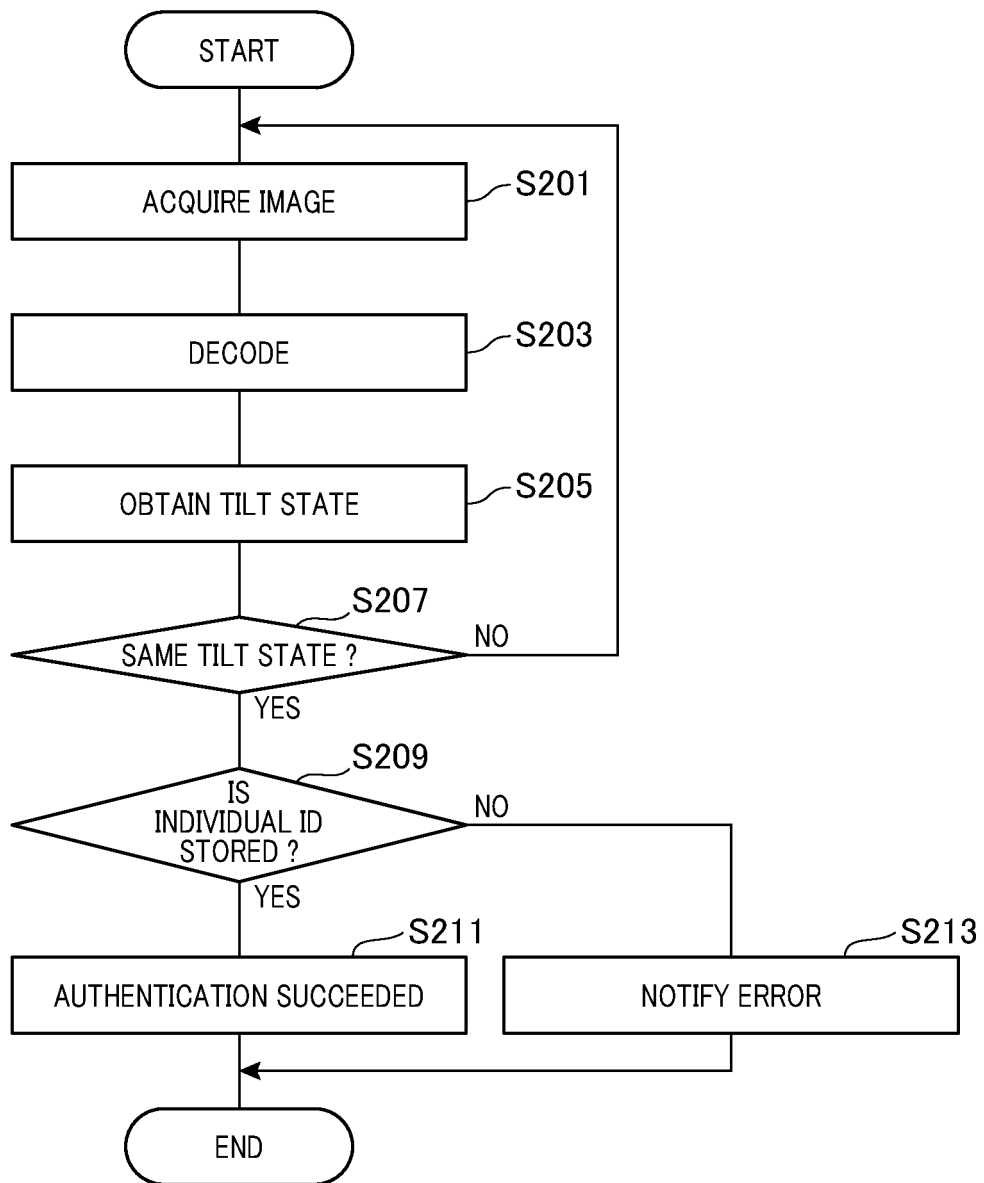 START
ACQUIRE IMAGE
S201
DECODE
S203
OBTAIN TILT STATE
S205
S207
SAME TILT STATE ?
NO
YES
S209
IS
INDIVIDUAL ID
STORED ?
NO
YES
S211
AUTHENTICATION SUCCEEDED
S213
NOTIFY ERROR
END